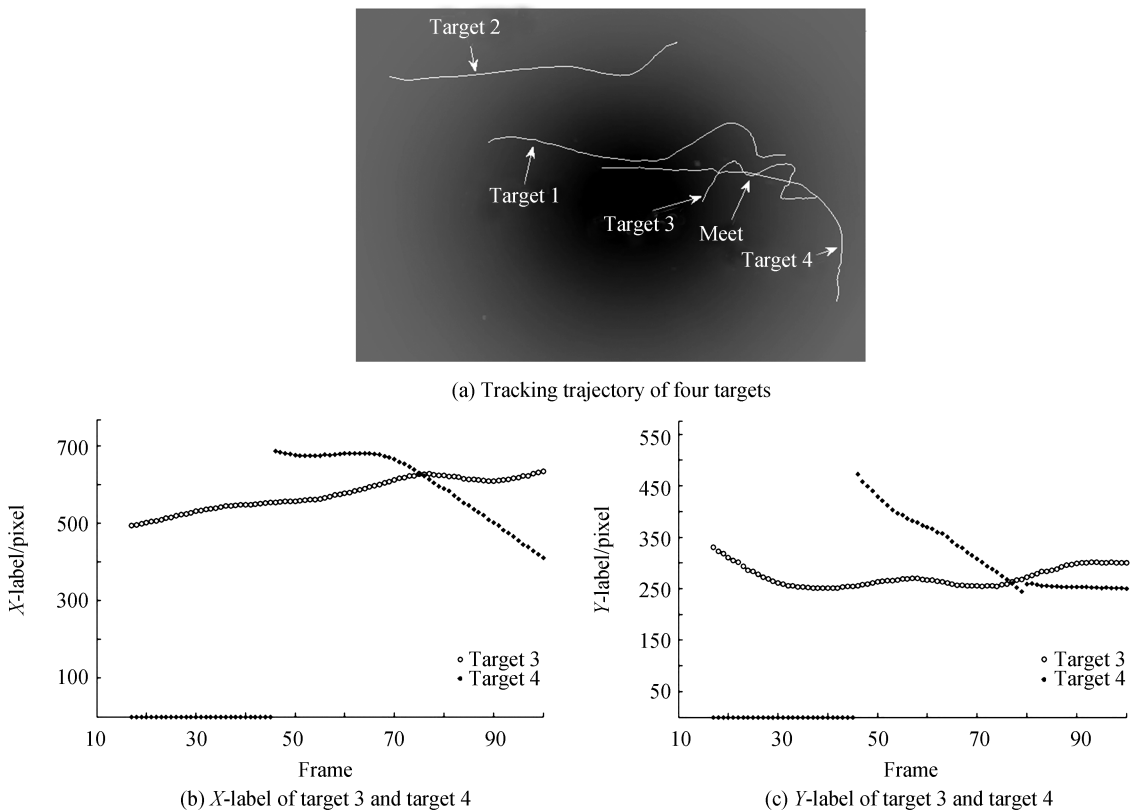 Target 2
Target 1
Target 3
Meet
Target 4
(a) Tracking trajectory of four targets
700
500
300
100
X-label/pixel
Target 3
Target 4
10 30 50 70 90
Frame
(b) X-label of target 3 and target 4
550
450
350
250
150
50
Y-label/pixel
Target 3
Target 4
10 30 50 70 90
Frame
(c) Y-label of target 3 and target 4